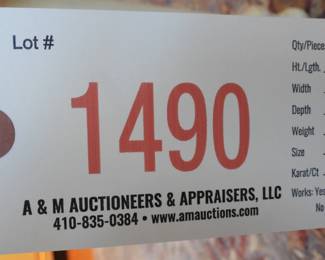 Lot #
1490
A & M AUCTIONEERS & APPRAISERS, LLC
410-835-0384 • www.amauctions.com
Qty/Piece
Ht./Lgth.
Width
Depth
Weight
Size
Karat/Ct
Works: Yes
No